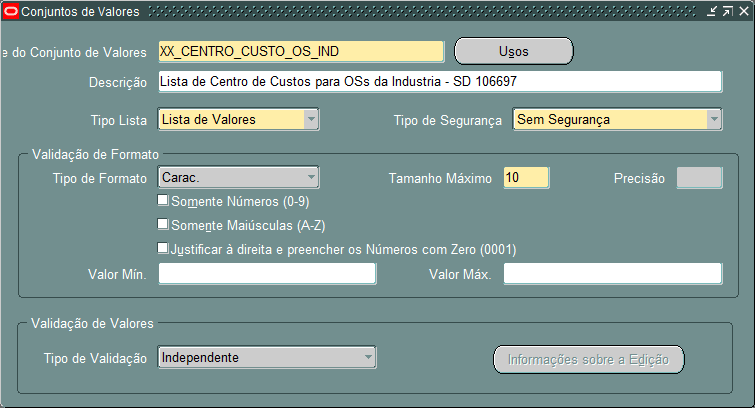 Conjuntos de Valores
e do Conjunto de Valores XX_CENTRO_CUSTO_OS_IND Usos
Descrição Lista de Centro de Custos para OSs da Industria - SD 106697
Tipo Lista Lista de Valores Tipo de Segurança Sem Segurança
Validação de Formato
Tipo de Formato Carac. Tamanho Máximo 10 Precisão
Somente Números (0-9)
Somente Maiúsculas (A-Z)
Justificar à direita e preencher os Números com Zero (0001)
Valor Mín. Valor Máx.
Validação de Valores
Tipo de Validação Independente Informações sobre a Edição